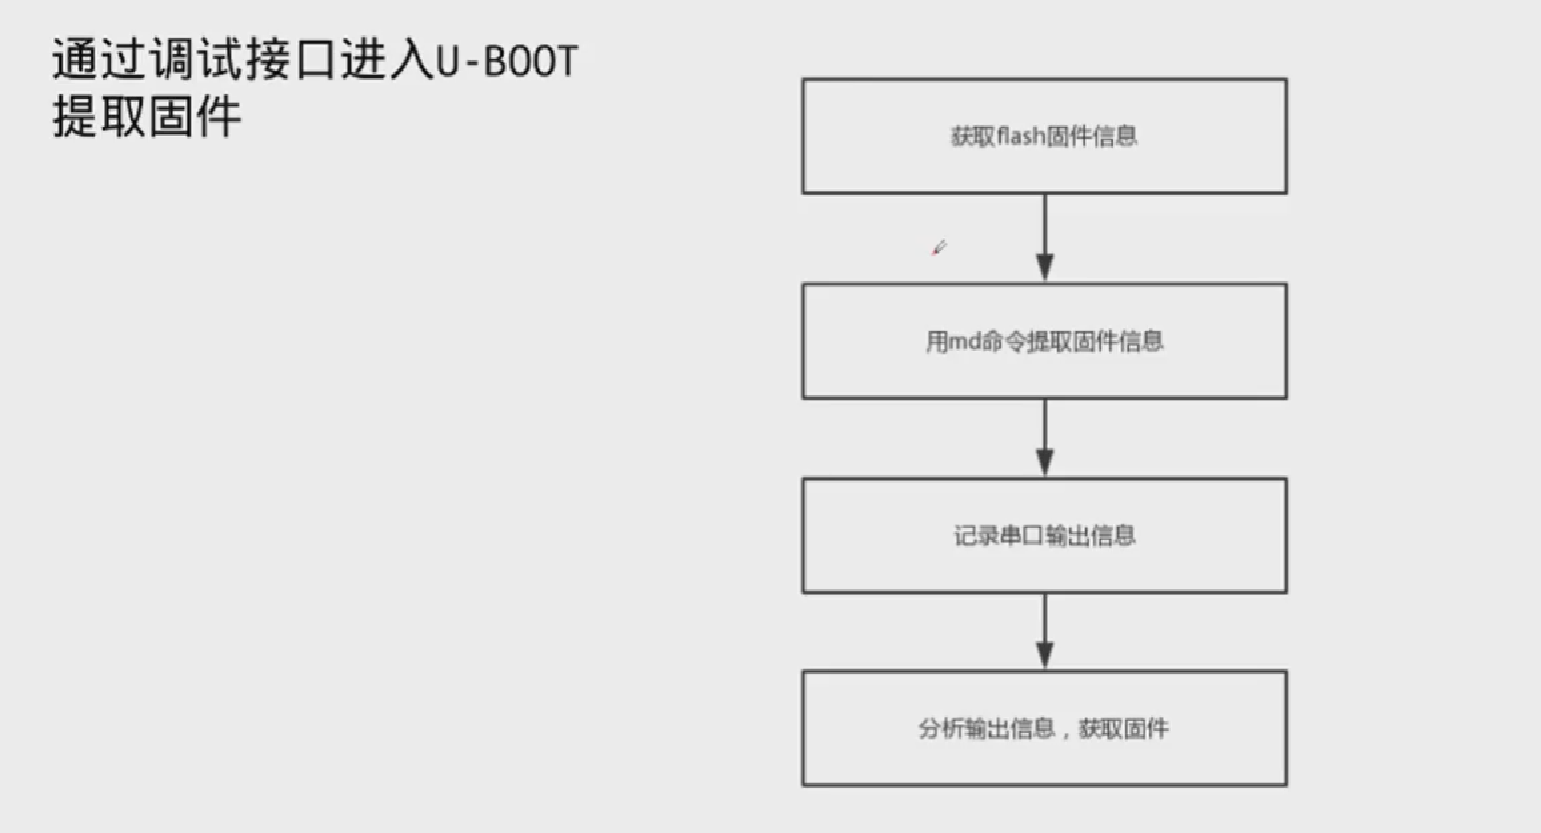 通过调试接口进入U-BOOT
提取固件
获取flash固件信息
用md命令提取固件信息
记录串口输出信息
分析输出信息，获取固件